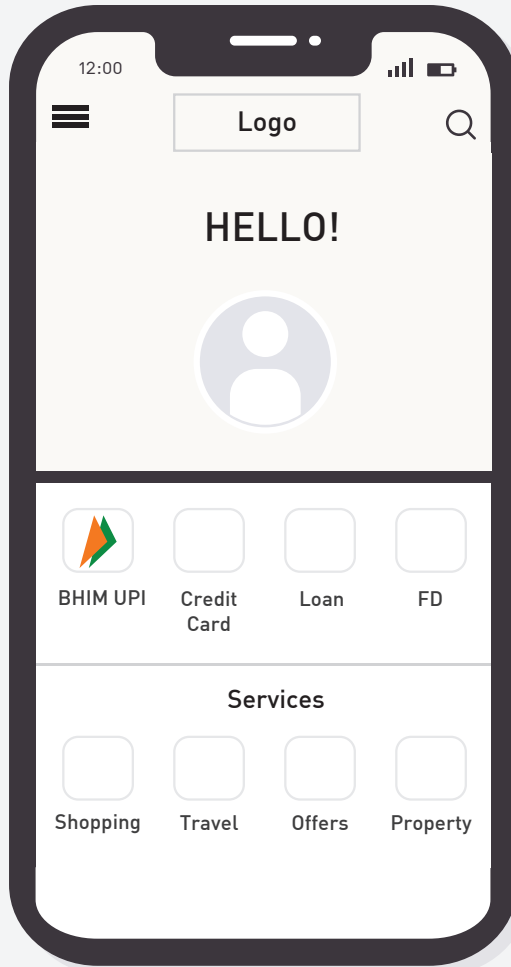 12:00
Logo
HELLO!
BHIM UPI Credit Card Loan FD
Services
Shopping Travel Offers Property